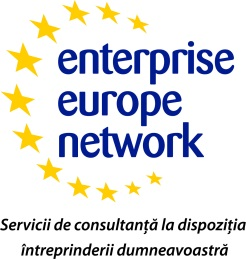 enterprise
europe
network
Servicii de consultanță la dispoziția
întreprinderii dumneavoastră